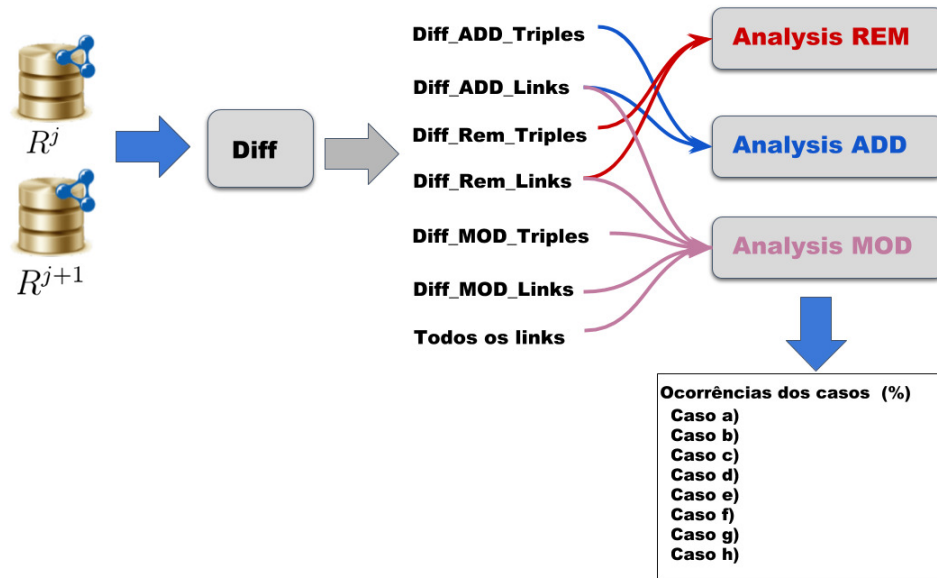 R^j
R^{j+1}
Diff
Diff_ADD_Triples
Diff_ADD_Links
Diff_Rem_Triples
Diff_Rem_Links
Diff_MOD_Triples
Diff_MOD_Links
Todos os links
Analysis REM
Analysis ADD
Analysis MOD
Ocorrências dos casos (%)
Caso a)
Caso b)
Caso c)
Caso d)
Caso e)
Caso f)
Caso g)
Caso h)